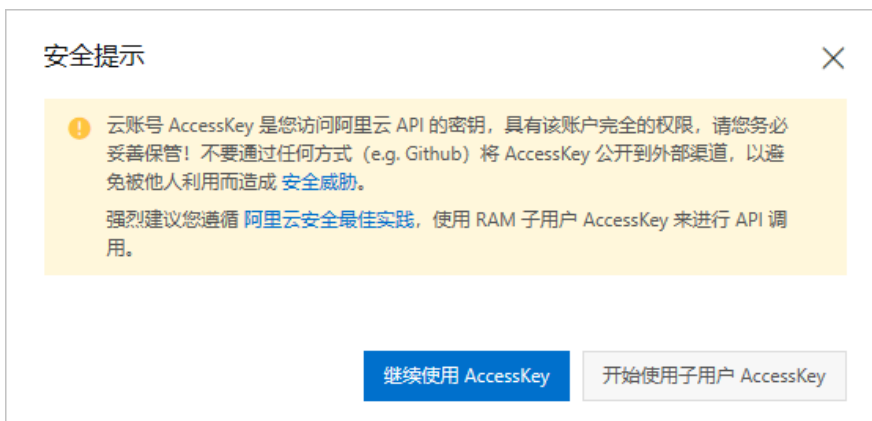 安全提示
云账号 AccessKey 是您访问阿里云 API 的密钥，具有该账户完全的权限，请您务必
妥善保管！不要通过任何方式（e.g. Github）将 AccessKey 公开到外部渠道，以避
免被他人利用而造成 安全威胁。
强烈建议您遵循 阿里云安全最佳实践，使用 RAM 子用户 AccessKey 来进行 API 调
用。
继续使用 AccessKey
开始使用子用户 AccessKey